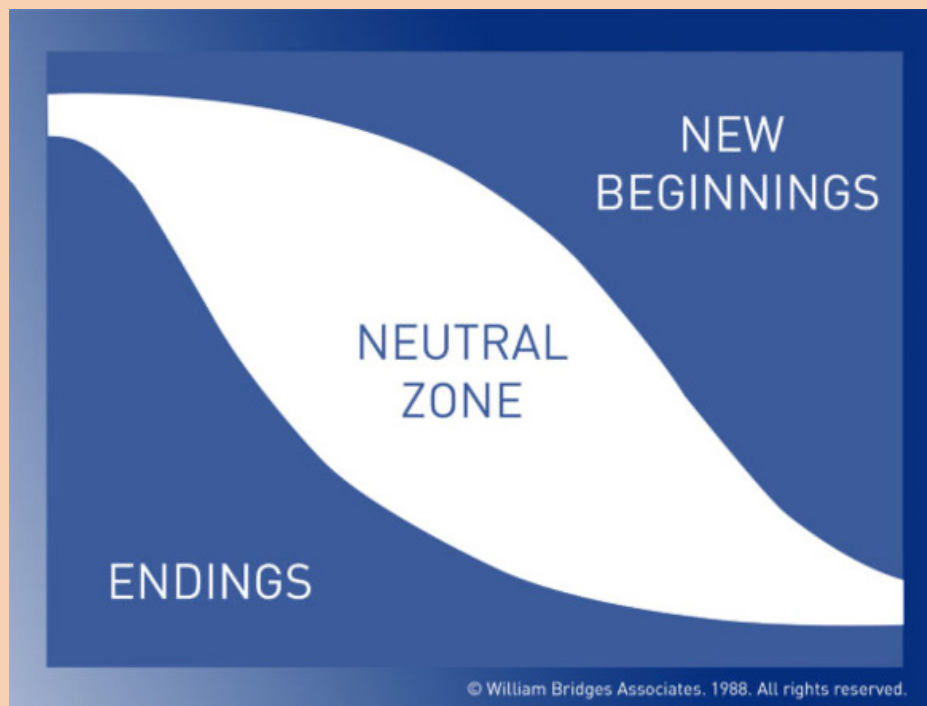 NEW
BEGINNINGS
NEUTRAL
ZONE
ENDINGS
© William Bridges Associates. 1988. All rights reserved.